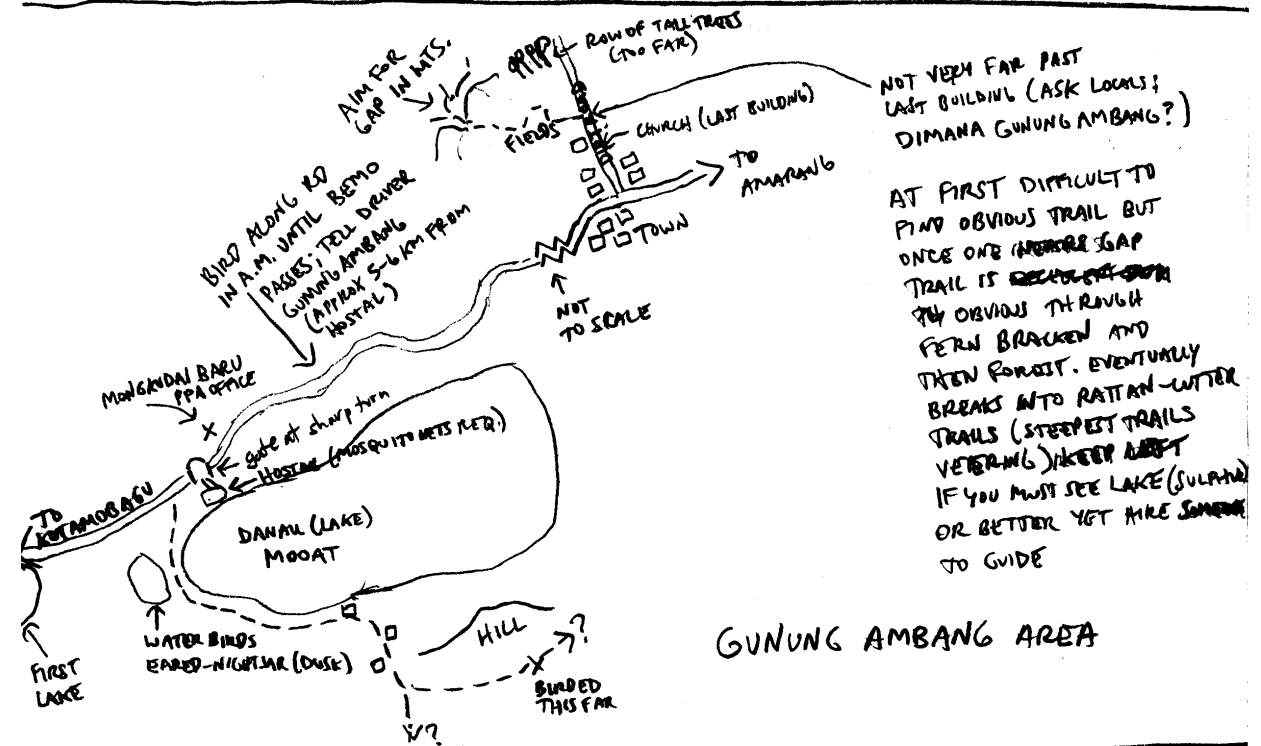 AIM FOR
GAP IN MTS.
ROW OF TALL TREES
(TOO FAR)
NOT VERY FAR PAST
LAST BUILDING (ASK LOCALS;
DIMANA GUNUNG AMBANG?)
FIELDS
CHURCH (LAST BUILDING)
TO
AMARANG
TOWN
NOT
TO SCALE
BIRD ALONG RD
IN A.M. UNTIL BEMO
PASSES; TELL DRIVER
GUNUNG AMBANG
(APPROX 5-6 KM FROM
HOSTAL)
AT FIRST DIFFICULT TO
FIND OBVIOUS TRAIL BUT
ONCE ONE GAP
TRAIL IS
OBVIOUS THROUGH
FERN BRACKEN AND
THEN FOREST. EVENTUALLY
BREAKS INTO RATTAN-CUTTER
TRAILS (STEEPEST TRAILS
VETERING) KEEP LEFT
IF YOU MUST SEE LAKE (SULPHUR)
OR BETTER YET HIRE SOMEONE
TO GUIDE
MONGKUDAI BARU
PPA OFFICE
X
gate at sharp turn
HOSTAL (MOSQUITO NETS REQ.)
TO
KOTAMOBAGU
DANAU (LAKE)
MOOAT
WATER BIRDS
EARED-NIGHTJAR (DUSK)
FIRST
LAKE
HILL
?
X
BIRDED
THIS FAR
?
GUNUNG AMBANG AREA